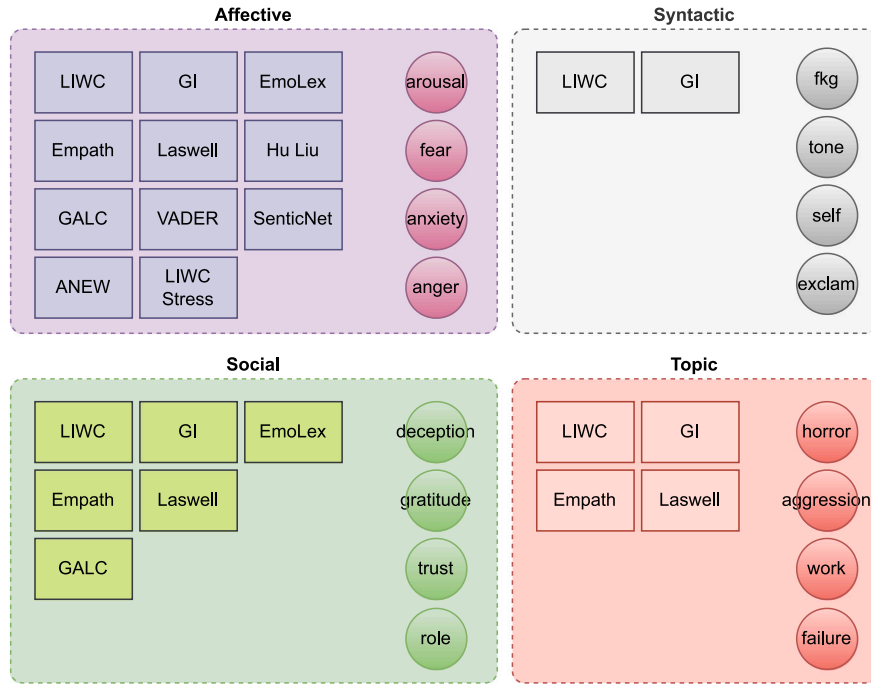 Affective
LIWC GI EmoLex arousal
Empath Laswell Hu Liu fear
GALC VADER SenticNet anxiety
ANEW LIWC Stress anger
Syntactic
LIWC GI fkg
tone
self
exclam
Social
LIWC GI EmoLex deception
Empath Laswell gratitude
GALC trust
role
Topic
LIWC GI horror
Empath Laswell aggression
work
failure